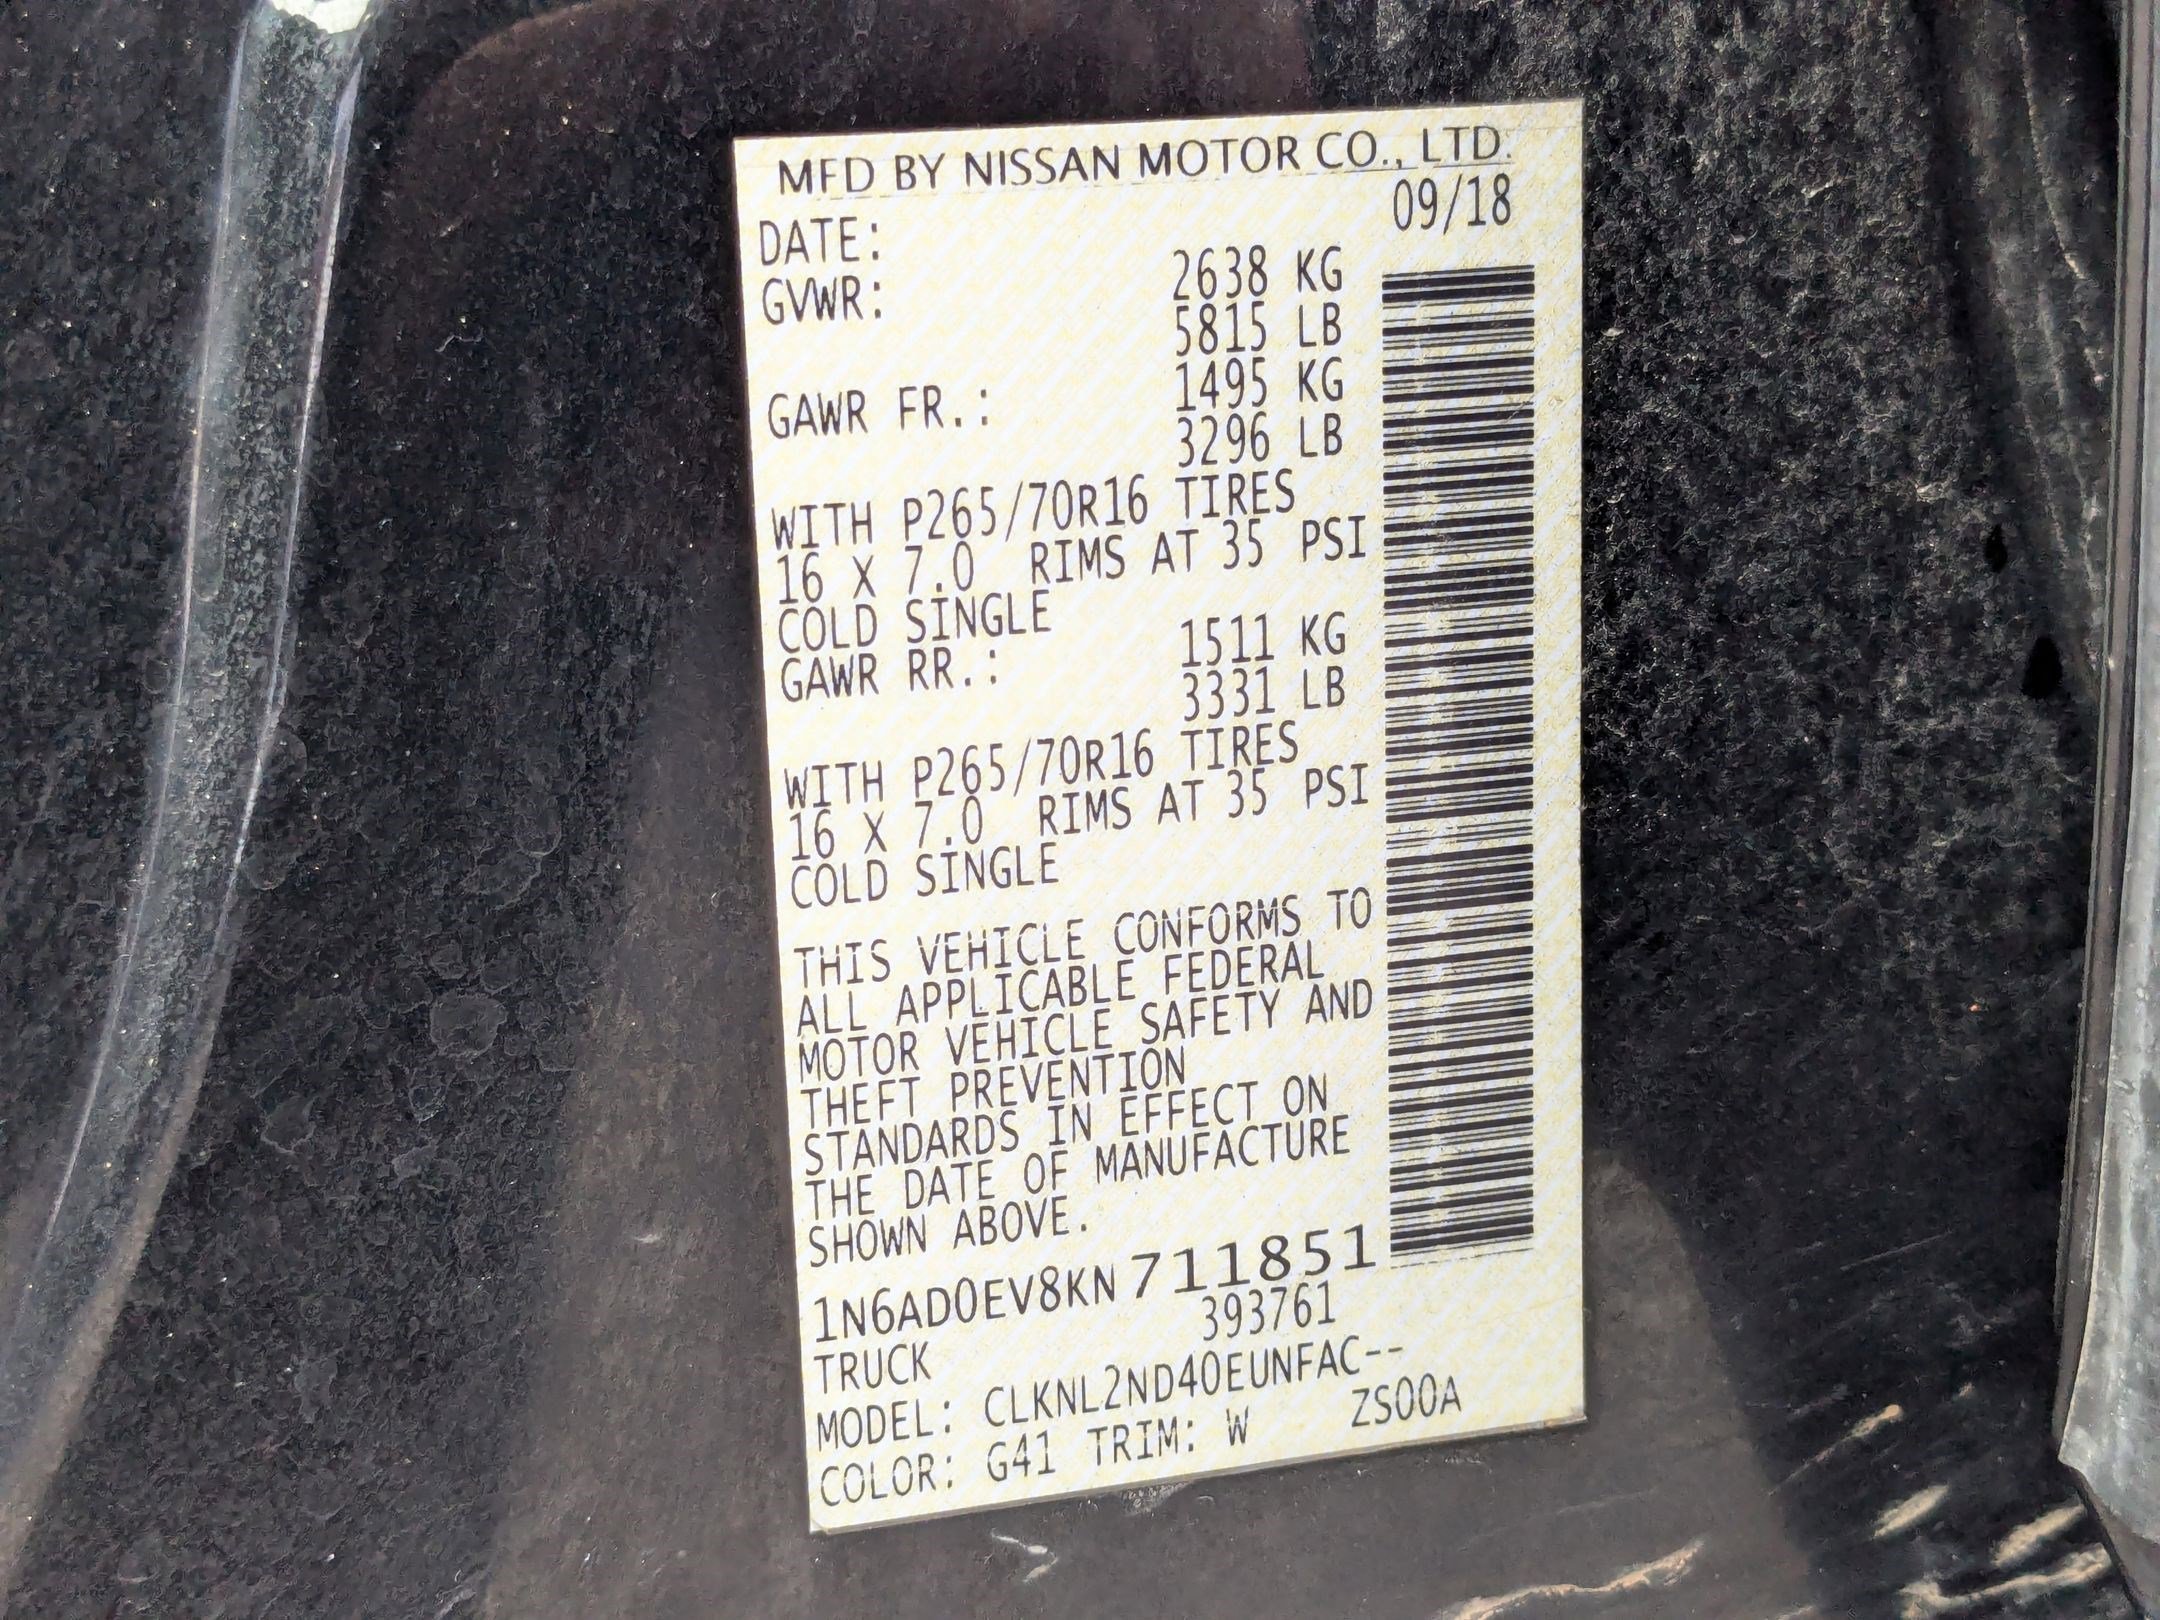 MFD BY NISSAN MOTOR CO., LTD.
DATE: 09/18
GVWR: 2638 KG
5815 LB
GAWR FR.: 1495 KG
3296 LB
WITH P265/70R16 TIRES
16 X 7.0 RIMS AT 35 PSI
COLD SINGLE
GAWR RR.: 1511 KG
3331 LB
WITH P265/70R16 TIRES
16 X 7.0 RIMS AT 35 PSI
COLD SINGLE
THIS VEHICLE CONFORMS TO
ALL APPLICABLE FEDERAL
MOTOR VEHICLE SAFETY AND
THEFT PREVENTION
STANDARDS IN EFFECT ON
THE DATE OF MANUFACTURE
SHOWN ABOVE.
1N6AD0EV8KN711851
TRUCK 393761
MODEL: CLKNL2ND40EUNFAC--
COLOR: G41 TRIM: W ZS00A